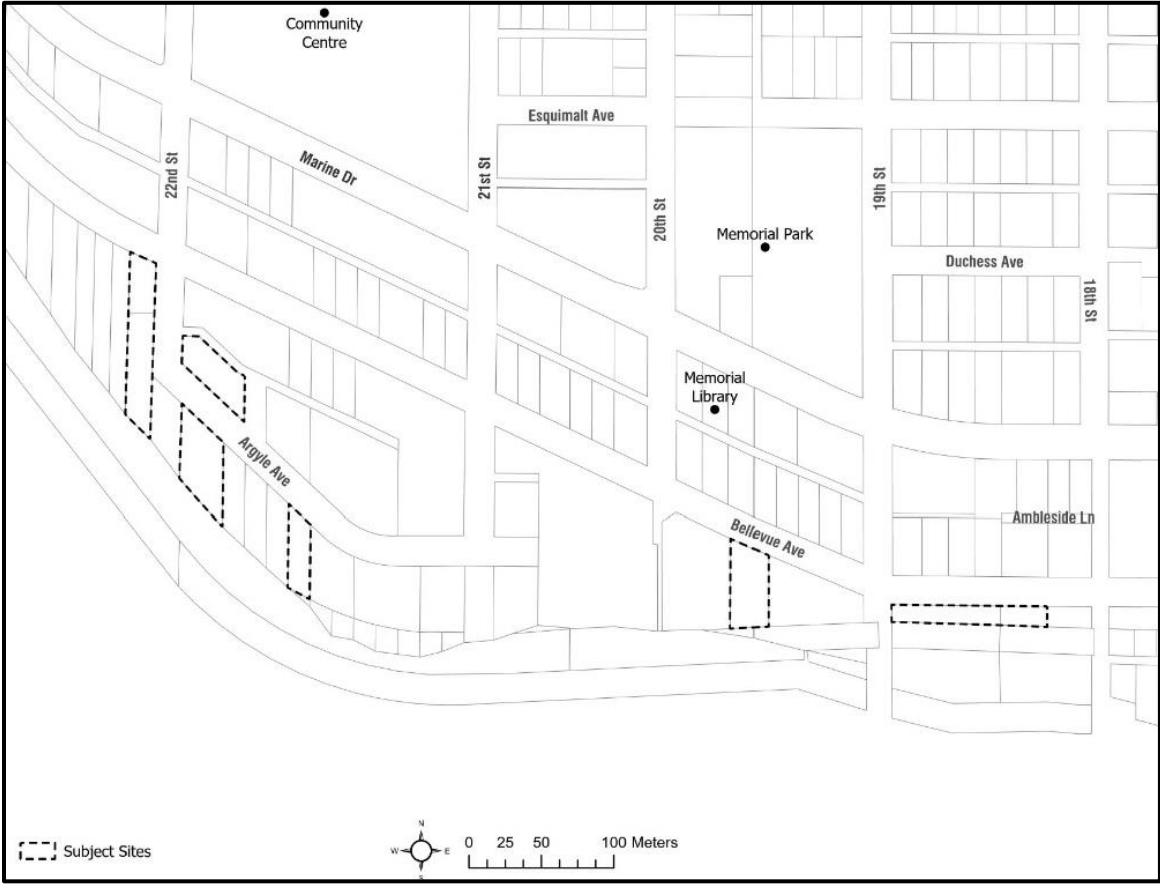 Community
Centre
Esquimalt Ave
Marine Dr
22nd St
21st St
20th St
19th St
Memorial Park
Duchess Ave
18th St
Memorial
Library
Argyle Ave
Bellevue Ave
Ambleside Ln
Subject Sites
N
W
E
S
0 25 50 100 Meters